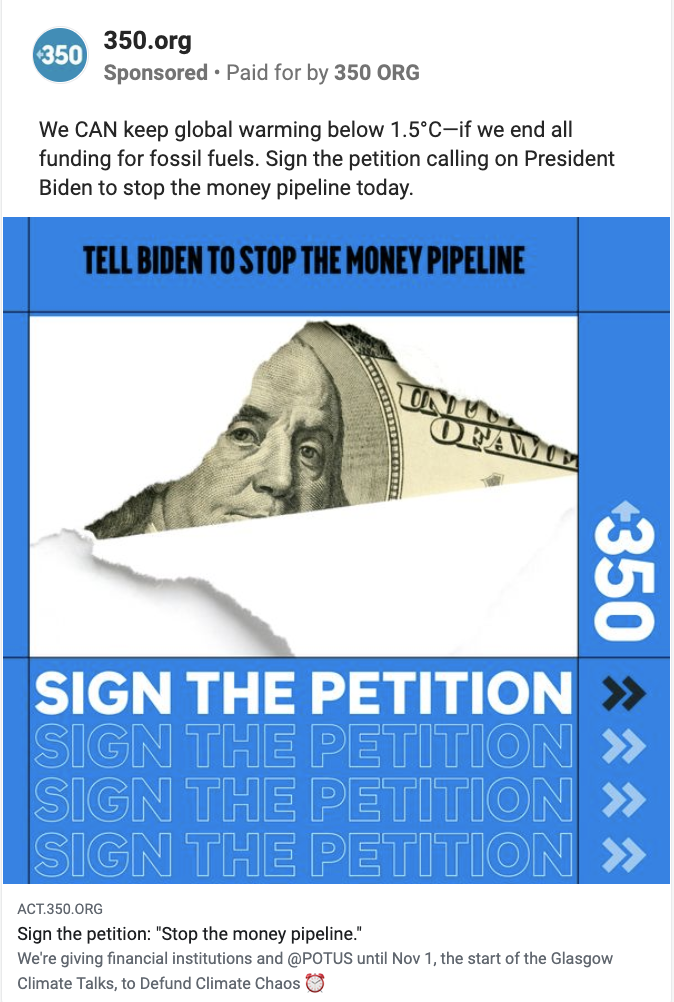 350
350.org
Sponsored • Paid for by 350 ORG
We CAN keep global warming below 1.5°C—if we end all
funding for fossil fuels. Sign the petition calling on President
Biden to stop the money pipeline today.
TELL BIDEN TO STOP THE MONEY PIPELINE
350
SIGN THE PETITION
SIGN THE PETITION
SIGN THE PETITION
SIGN THE PETITION
ACT.350.ORG
Sign the petition: "Stop the money pipeline."
We're giving financial institutions and @POTUS until Nov 1, the start of the Glasgow
Climate Talks, to Defund Climate Chaos ⏰